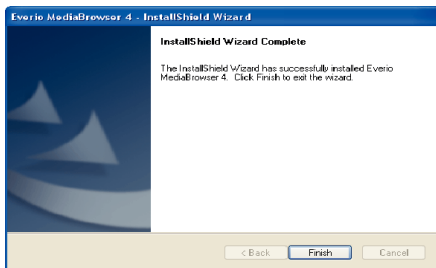 Everio MediaBrowser 4 - InstallShield Wizard
InstallShield Wizard Complete
The InstallShield Wizard has successfully installed Everio
MediaBrowser 4. Click Finish to exit the wizard.
< Back
Finish
Cancel